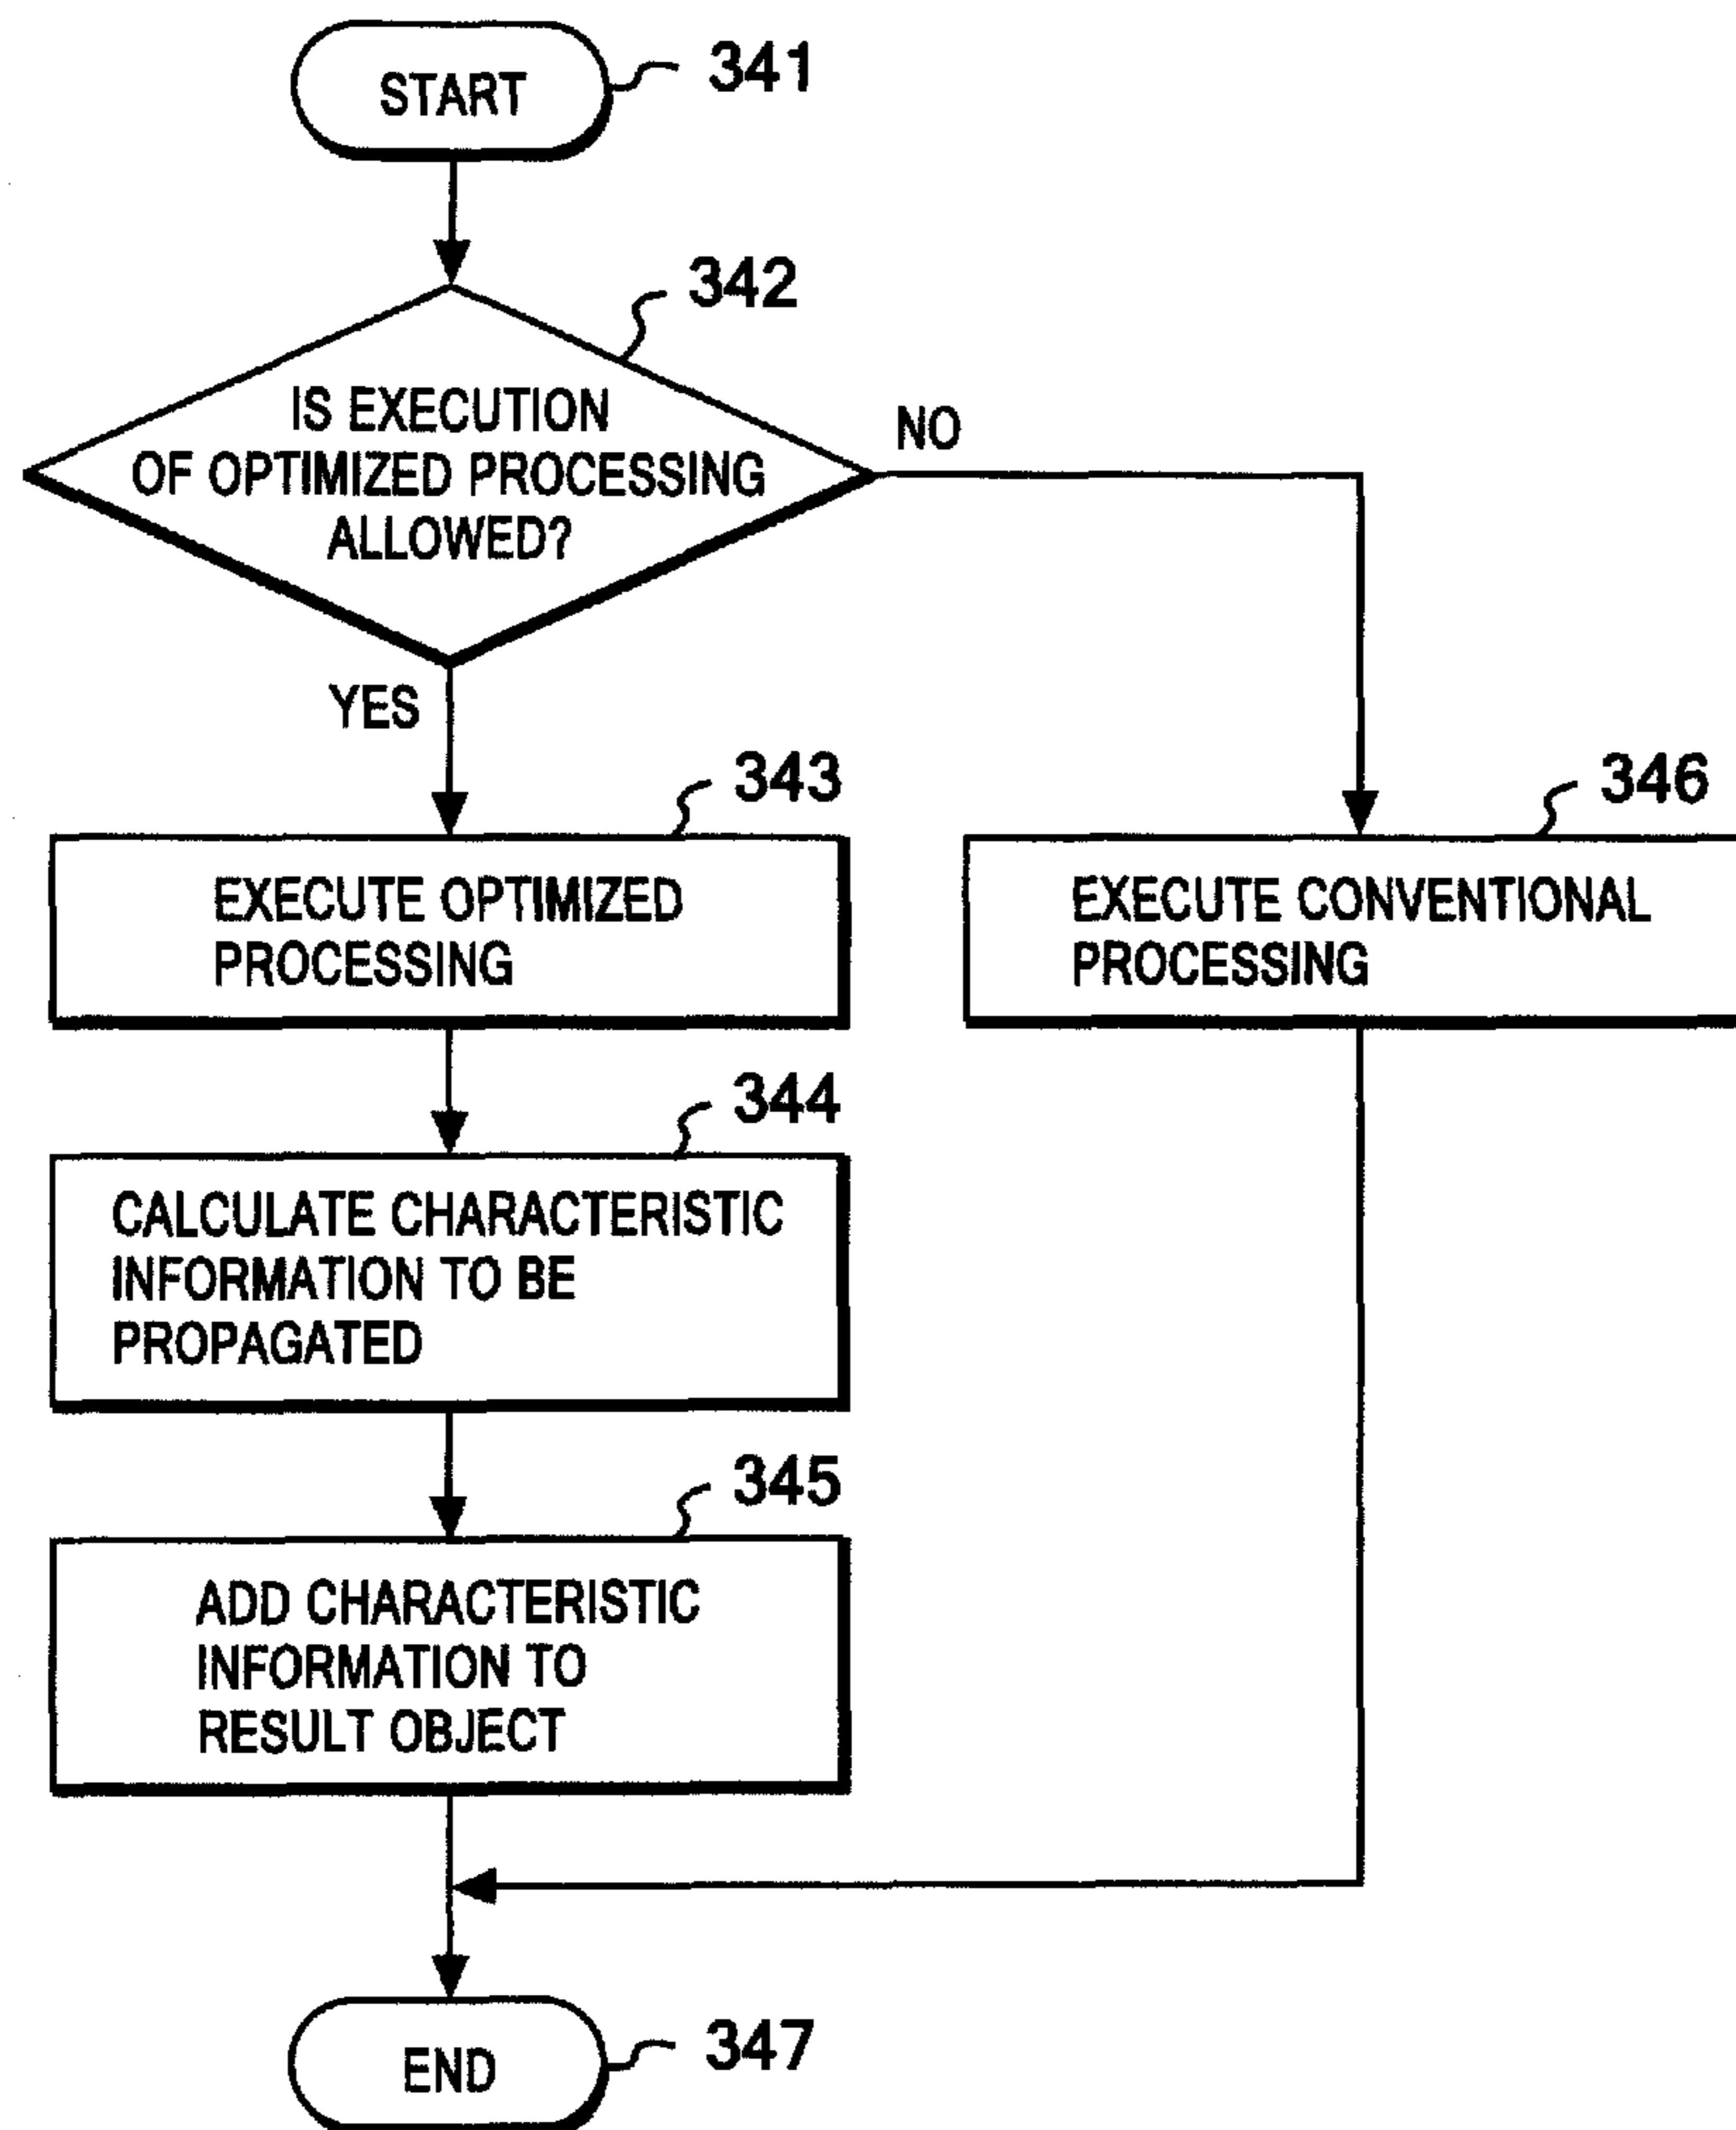 START
341
342
IS EXECUTION
OF OPTIMIZED PROCESSING
ALLOWED?
NO
YES
343
EXECUTE OPTIMIZED
PROCESSING
346
EXECUTE CONVENTIONAL
PROCESSING
344
CALCULATE CHARACTERISTIC
INFORMATION TO BE
PROPAGATED
345
ADD CHARACTERISTIC
INFORMATION TO
RESULT OBJECT
END
347